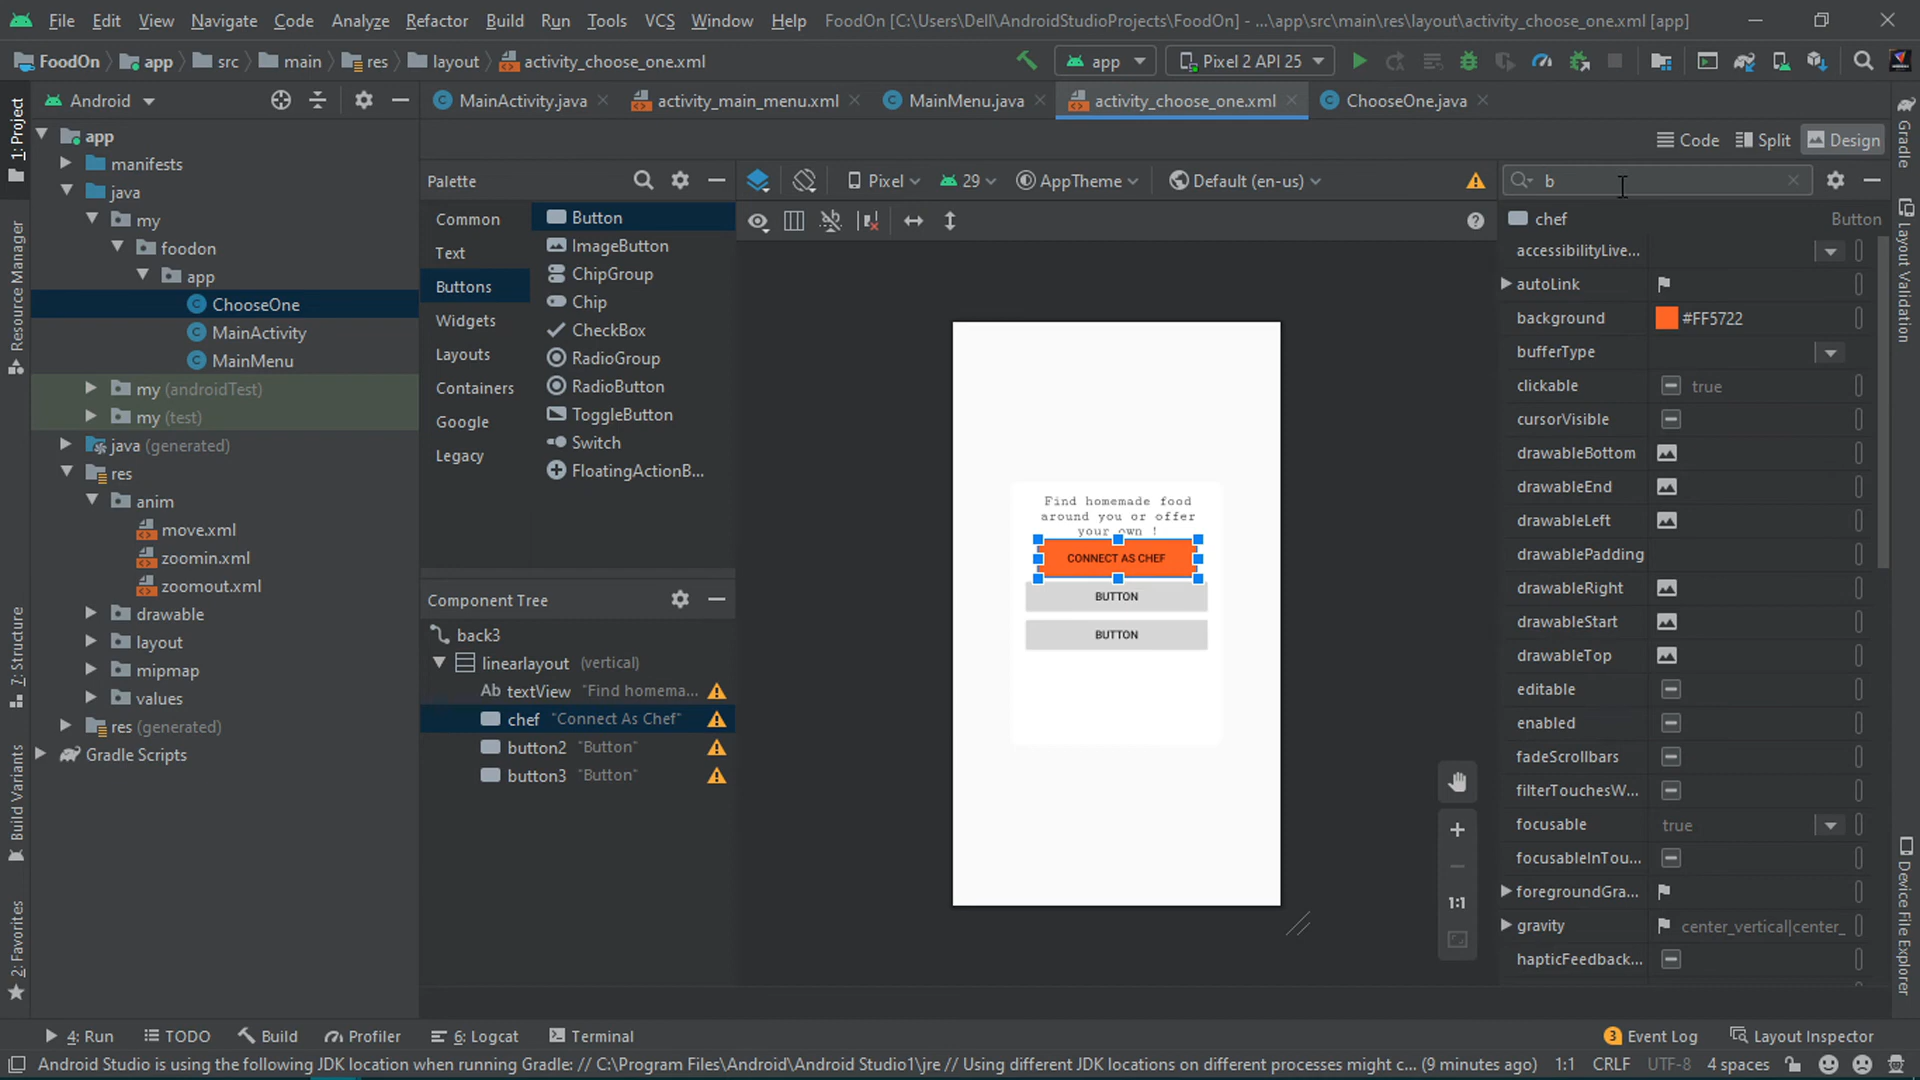 File Edit View Navigate Code Analyze Refactor Build Run Tools VCS Window Help FoodOn [C:\Users\Dell\AndroidStudioProjects\FoodOn] - ...\app\src\main\res\layout\activity_choose_one.xml [app]
FoodOn app src main res layout activity_choose_one.xml app Pixel 2 API 25
Android MainActivity.java activity_main_menu.xml MainMenu.java activity_choose_one.xml ChooseOne.java
Code Split Design
1: Project
Resource Manager
7: Structure
Build Variants
2: Favorites
app
manifests
java
my
foodon
app
ChooseOne
MainActivity
MainMenu
my (androidTest)
my (test)
java (generated)
res
anim
move.xml
zoomin.xml
zoomout.xml
drawable
layout
mipmap
values
res (generated)
Gradle Scripts
Palette
Common
Text
Buttons
Widgets
Layouts
Containers
Google
Legacy
Button
ImageButton
ChipGroup
Chip
CheckBox
RadioGroup
RadioButton
ToggleButton
Switch
FloatingActionB...
Component Tree
back3
linearlayout (vertical)
Ab textView "Find homema...
chef "Connect As Chef"
button2 "Button"
button3 "Button"
Pixel 29 AppTheme Default (en-us)
Find homemade food
around you or offer
your own !
CONNECT AS CHEF
BUTTON
BUTTON
1:1
b
chef Button
accessibilityLive...
autoLink
background #FF5722
bufferType
clickable true
cursorVisible
drawableBottom
drawableEnd
drawableLeft
drawablePadding
drawableRight
drawableStart
drawableTop
editable
enabled
fadeScrollbars
filterTouchesW...
focusable true
focusableInTou...
foregroundGra...
gravity center_vertical|center_
hapticFeedback...
Gradle
Layout Validation
Device File Explorer
4: Run TODO Build Profiler 6: Logcat Terminal 3 Event Log Layout Inspector
Android Studio is using the following JDK location when running Gradle: // C:\Program Files\Android\Android Studio1\jre // Using different JDK locations on different processes might c... (9 minutes ago) 1:1 CRLF UTF-8 4 spaces